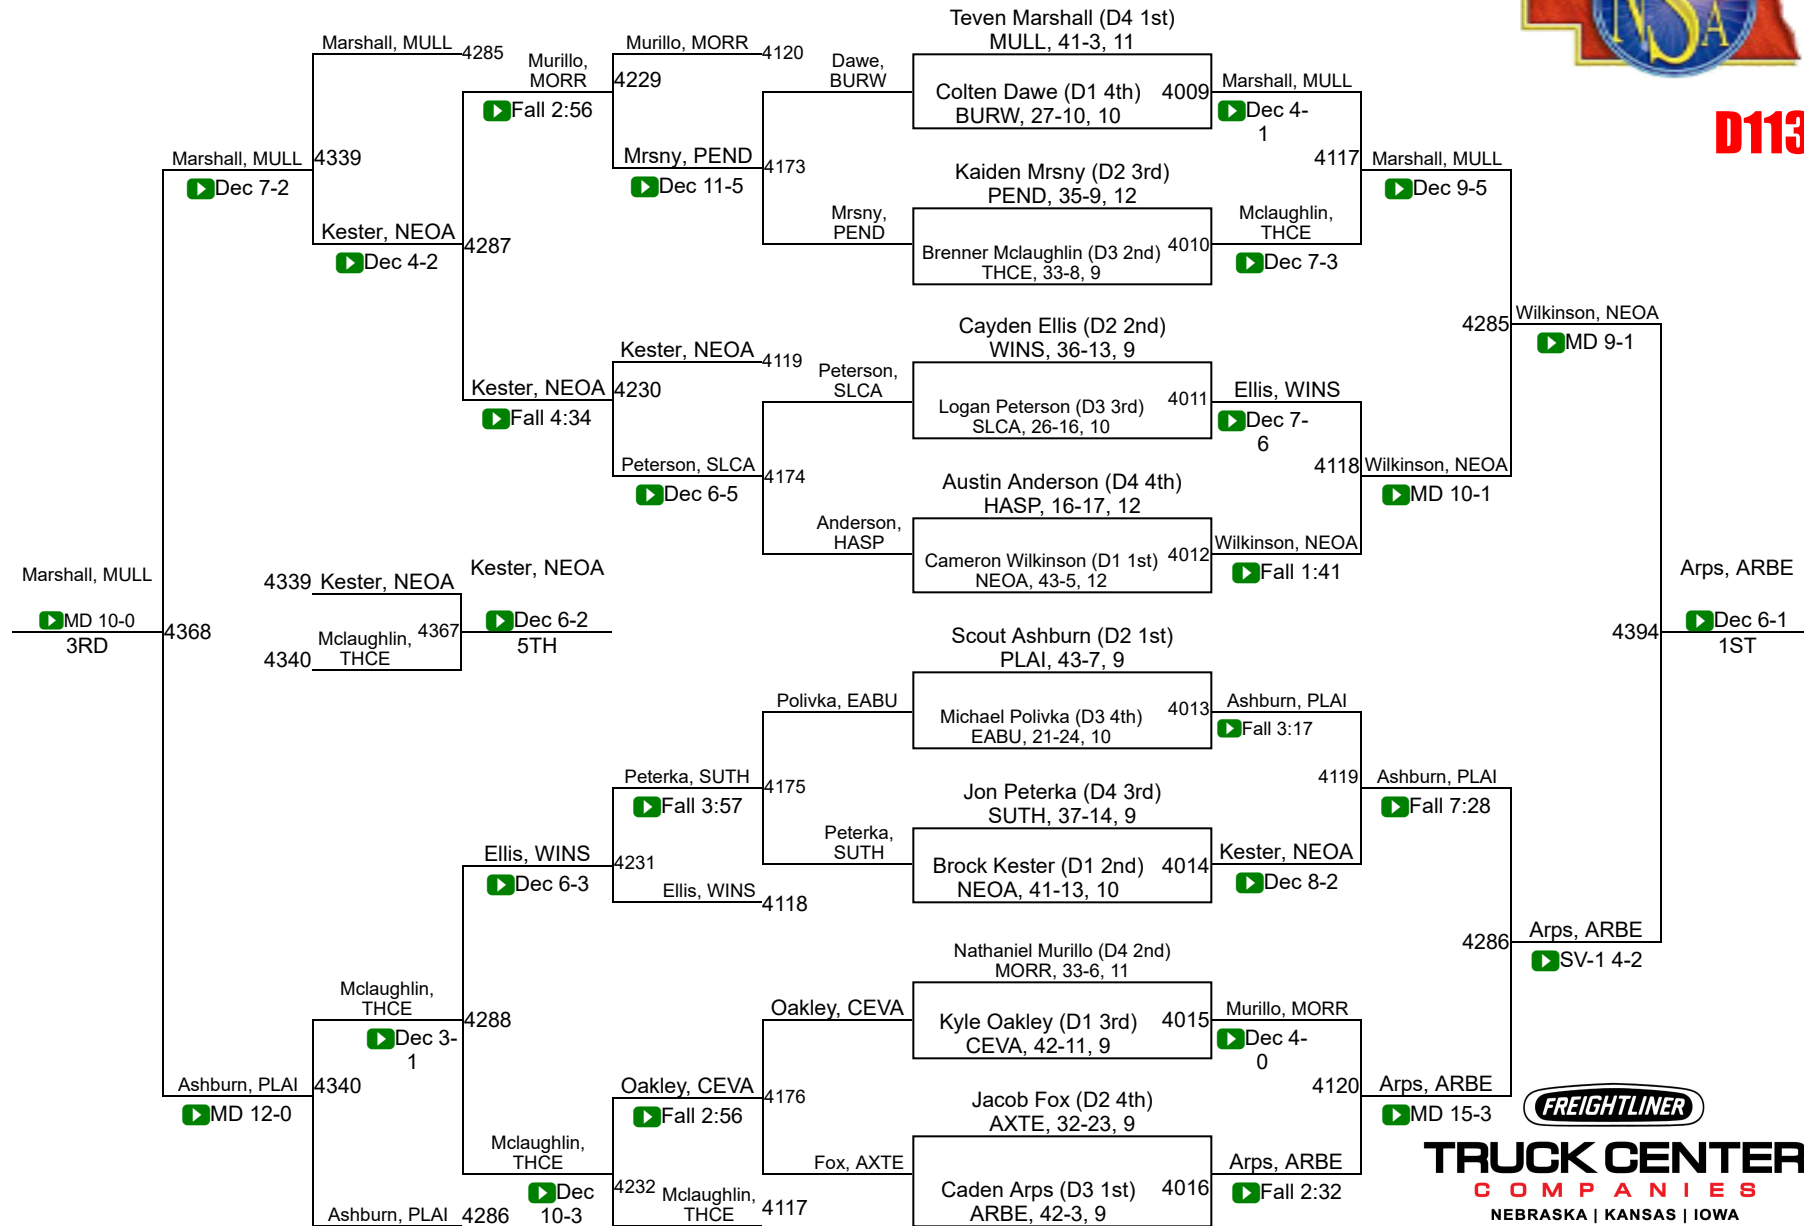 NSA
D113
Teven Marshall (D4 1st)
MULL, 41-3, 11
Colten Dawe (D1 4th)
BURW, 27-10, 10
4009
Kaiden Mrsny (D2 3rd)
PEND, 35-9, 12
Brenner Mclaughlin (D3 2nd)
THCE, 33-8, 9
4010
Cayden Ellis (D2 2nd)
WINS, 36-13, 9
Logan Peterson (D3 3rd)
SLCA, 26-16, 10
4011
Austin Anderson (D4 4th)
HASP, 16-17, 12
Cameron Wilkinson (D1 1st)
NEOA, 43-5, 12
4012
Scout Ashburn (D2 1st)
PLAI, 43-7, 9
Michael Polivka (D3 4th)
EABU, 21-24, 10
4013
Jon Peterka (D4 3rd)
SUTH, 37-14, 9
Brock Kester (D1 2nd)
NEOA, 41-13, 10
4014
Nathaniel Murillo (D4 2nd)
MORR, 33-6, 11
Kyle Oakley (D1 3rd)
CEVA, 42-11, 9
4015
Jacob Fox (D2 4th)
AXTE, 32-23, 9
Caden Arps (D3 1st)
ARBE, 42-3, 9
4016
Marshall, MULL
Dec 4-
1
4117
Mclaughlin,
THCE
Dec 7-3
Ellis, WINS
Dec 7-
6
4118
Wilkinson, NEOA
Fall 1:41
Ashburn, PLAI
Fall 3:17
4119
Kester, NEOA
Dec 8-2
Murillo, MORR
Dec 4-
0
4120
Arps, ARBE
Fall 2:32
Marshall, MULL
Dec 9-5
4285
Wilkinson, NEOA
MD 10-1
Ashburn, PLAI
Fall 7:28
4286
Arps, ARBE
MD 15-3
Wilkinson, NEOA
MD 9-1
4394
Arps, ARBE
SV-1 4-2
Arps, ARBE
Dec 6-1
1ST
Dawe,
BURW
4173
Mrsny,
PEND
Peterson,
SLCA
4174
Anderson,
HASP
Polivka, EABU
4175
Peterka,
SUTH
Oakley, CEVA
4176
Fox, AXTE
Murillo, MORR
4120
4229
Mrsny, PEND
Dec 11-5
Kester, NEOA
4119
4230
Peterson, SLCA
Dec 6-5
Peterka, SUTH
Fall 3:57
4231
Ellis, WINS
4118
Oakley, CEVA
Fall 2:56
4232
Mclaughlin,
THCE
4117
Murillo,
MORR
Fall 2:56
4287
Kester, NEOA
Fall 4:34
Ellis, WINS
Dec 6-3
4288
Mclaughlin,
THCE
Dec
10-3
Marshall, MULL
4285
4339
Kester, NEOA
Dec 4-2
Mclaughlin,
THCE
Dec 3-
1
4340
Ashburn, PLAI
4286
Marshall, MULL
Dec 7-2
4368
Ashburn, PLAI
MD 12-0
Marshall, MULL
MD 10-0
3RD
4339
Kester, NEOA
4340
Mclaughlin,
THCE
4367
Kester, NEOA
Dec 6-2
5TH
FREIGHTLINER
TRUCK CENTER
COMPANIES
NEBRASKA | KANSAS | IOWA